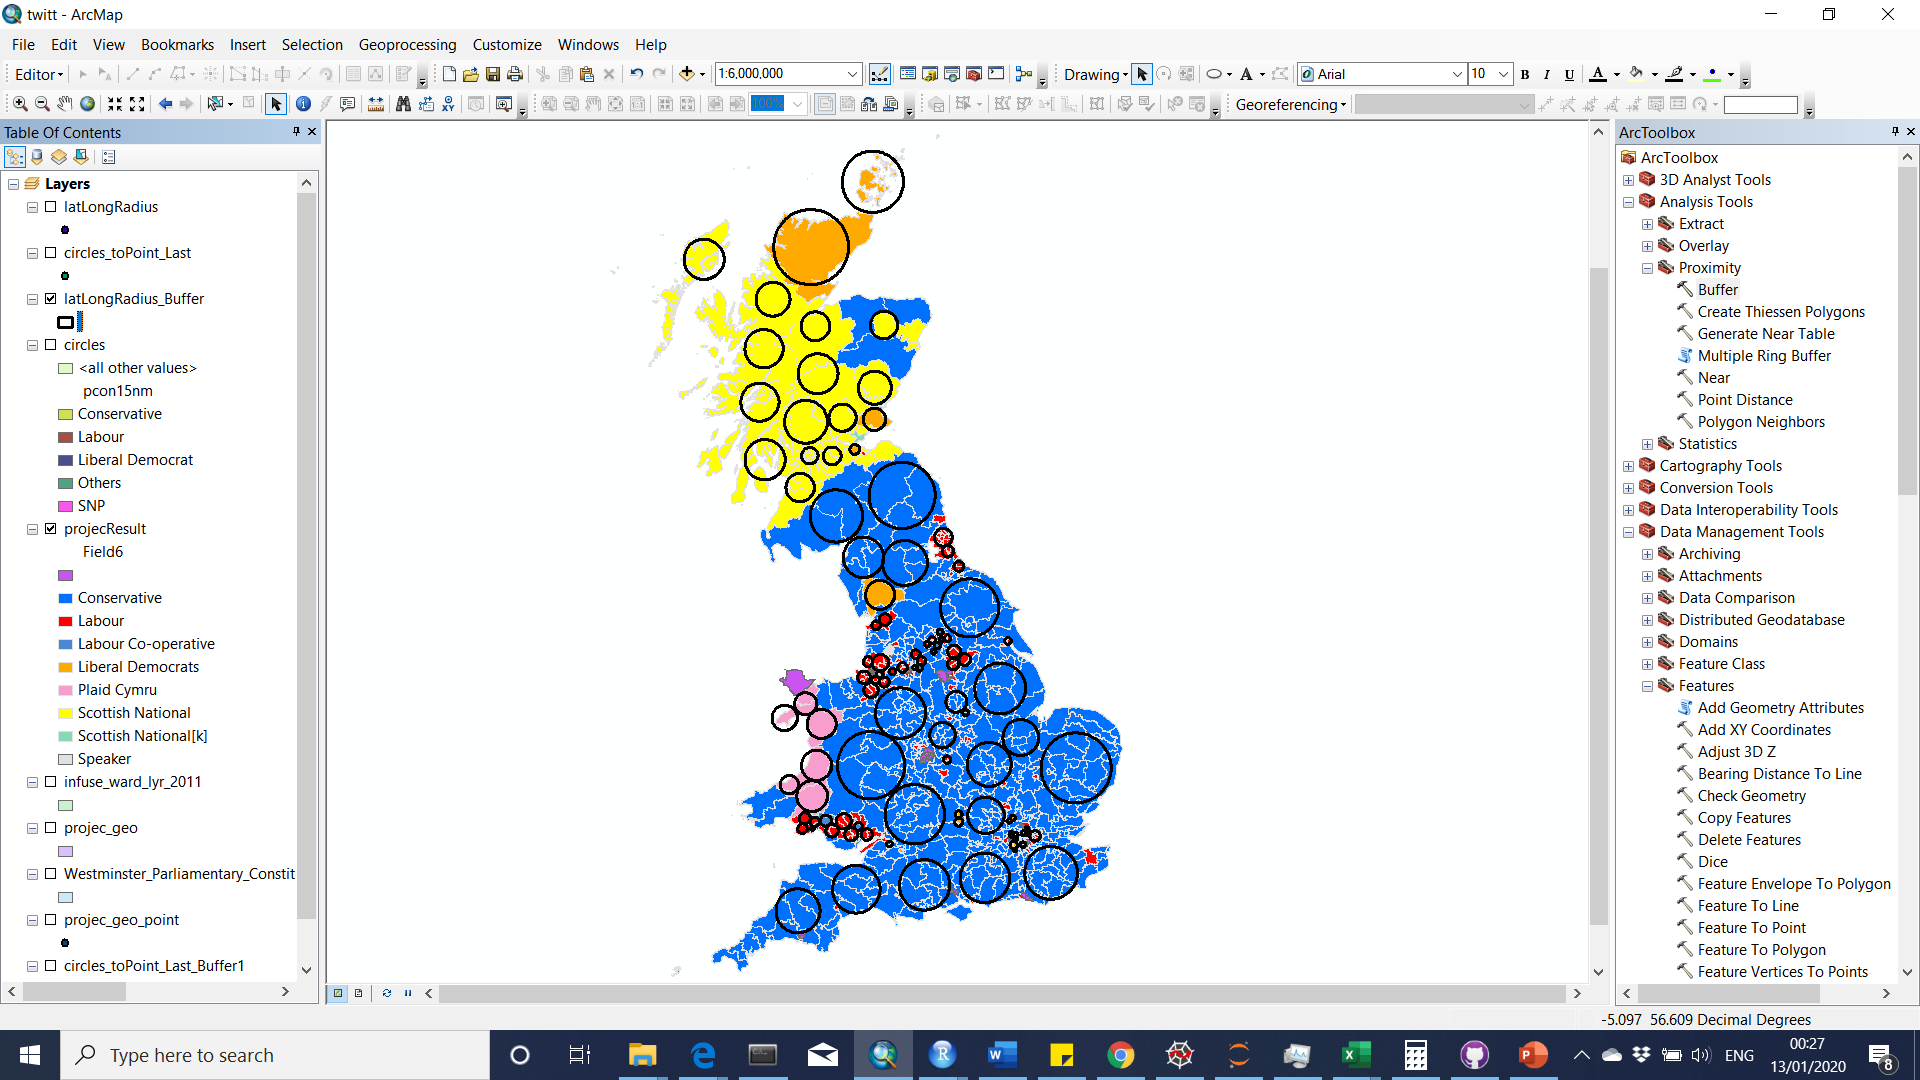 twitt - ArcMap
File Edit View Bookmarks Insert Selection Geoprocessing Customize Windows Help
Editor 1:6,000,000 Drawing A Arial 10 B I U A
100% Georeferencing
Table Of Contents
Layers
latLongRadius
circles_toPoint_Last
latLongRadius_Buffer
circles
<all other values>
pcon15nm
Conservative
Labour
Liberal Democrat
Others
SNP
projecResult
Field6
Conservative
Labour
Labour Co-operative
Liberal Democrats
Plaid Cymru
Scottish National
Scottish National[k]
Speaker
infuse_ward_lyr_2011
projec_geo
Westminster_Parliamentary_Constit
projec_geo_point
circles_toPoint_Last_Buffer1
ArcToolbox
ArcToolbox
3D Analyst Tools
Analysis Tools
Extract
Overlay
Proximity
Buffer
Create Thiessen Polygons
Generate Near Table
Multiple Ring Buffer
Near
Point Distance
Polygon Neighbors
Statistics
Cartography Tools
Conversion Tools
Data Interoperability Tools
Data Management Tools
Archiving
Attachments
Data Comparison
Distributed Geodatabase
Domains
Feature Class
Features
Add Geometry Attributes
Add XY Coordinates
Adjust 3D Z
Bearing Distance To Line
Check Geometry
Copy Features
Delete Features
Dice
Feature Envelope To Polygon
Feature To Line
Feature To Point
Feature To Polygon
Feature Vertices To Points
-5.097 56.609 Decimal Degrees
Type here to search
ENG
00:27
13/01/2020
8